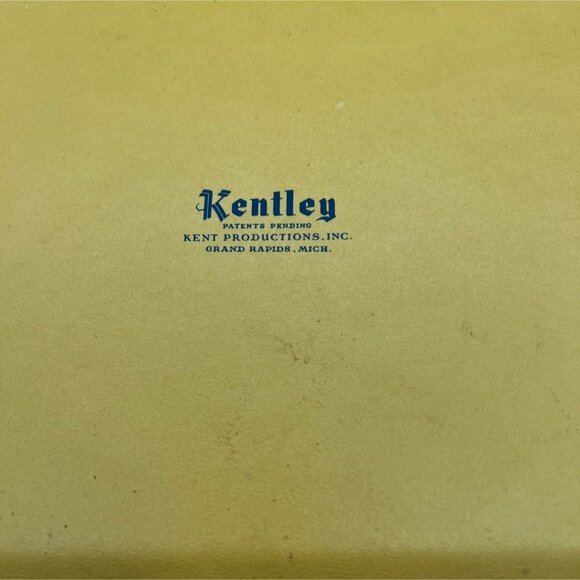 Kentley
PATENTS PENDING
KENT PRODUCTIONS, INC.
GRAND RAPIDS, MICH.